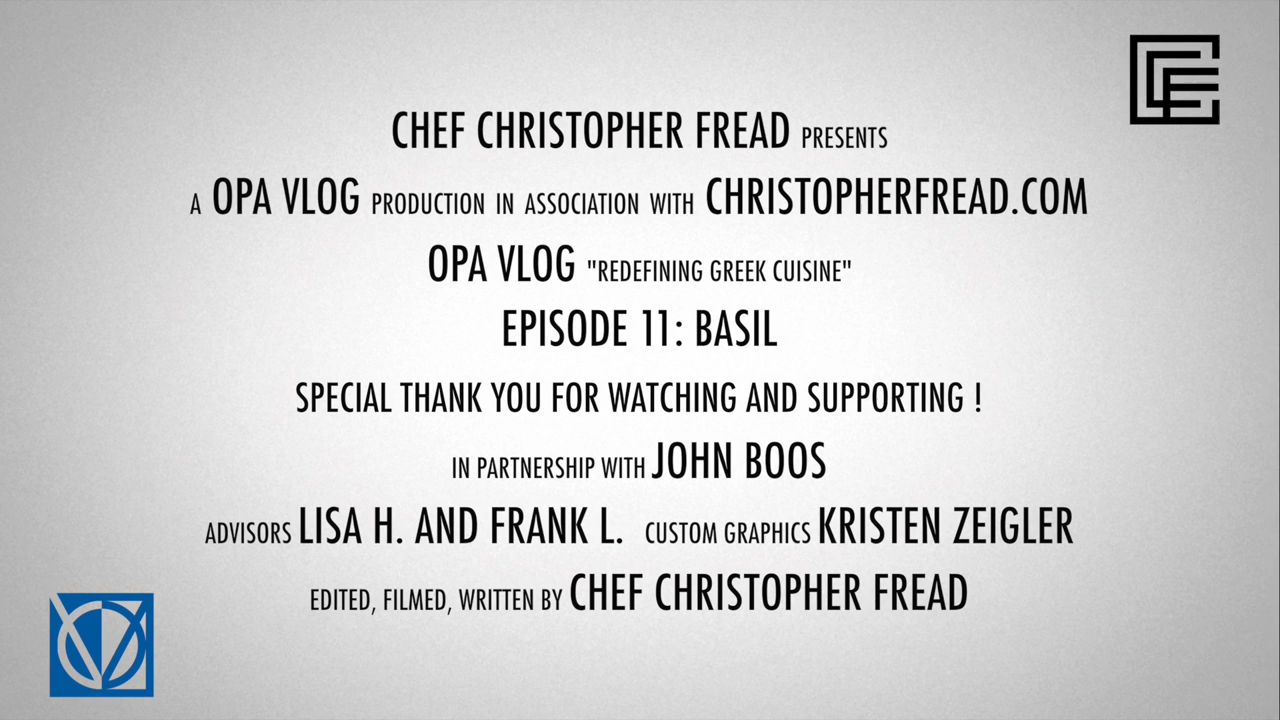 CHEF CHRISTOPHER FREAD PRESENTS
A OPA VLOG PRODUCTION IN ASSOCIATION WITH CHRISTOPHERFREAD.COM
OPA VLOG "REDEFINING GREEK CUISINE"
EPISODE 11: BASIL
SPECIAL THANK YOU FOR WATCHING AND SUPPORTING !
IN PARTNERSHIP WITH JOHN BOOS
ADVISORS LISA H. AND FRANK L. CUSTOM GRAPHICS KRISTEN ZEIGLER
EDITED, FILMED, WRITTEN BY CHEF CHRISTOPHER FREAD